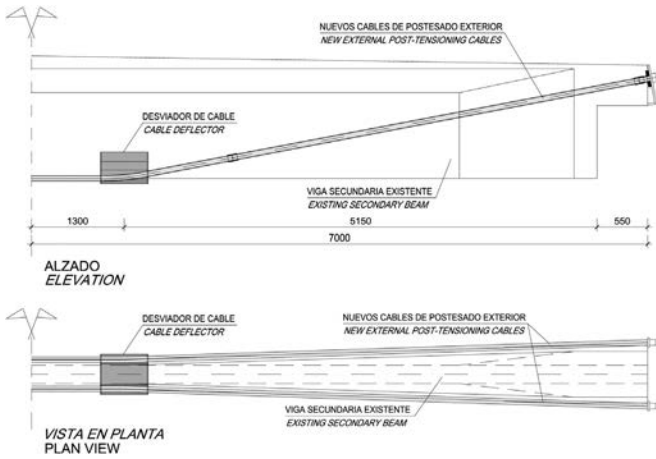 NUEVOS CABLES DE POSTESADO EXTERIOR
NEW EXTERNAL POST-TENSIONING CABLES
DESVIADOR DE CABLE
CABLE DEFLECTOR
VIGA SECUNDARIA EXISTENTE
EXISTING SECONDARY BEAM
1300
5150
550
7000
ALZADO
ELEVATION
DESVIADOR DE CABLE
CABLE DEFLECTOR
NUEVOS CABLES DE POSTESADO EXTERIOR
NEW EXTERNAL POST-TENSIONING CABLES
VIGA SECUNDARIA EXISTENTE
EXISTING SECONDARY BEAM
VISTA EN PLANTA
PLAN VIEW